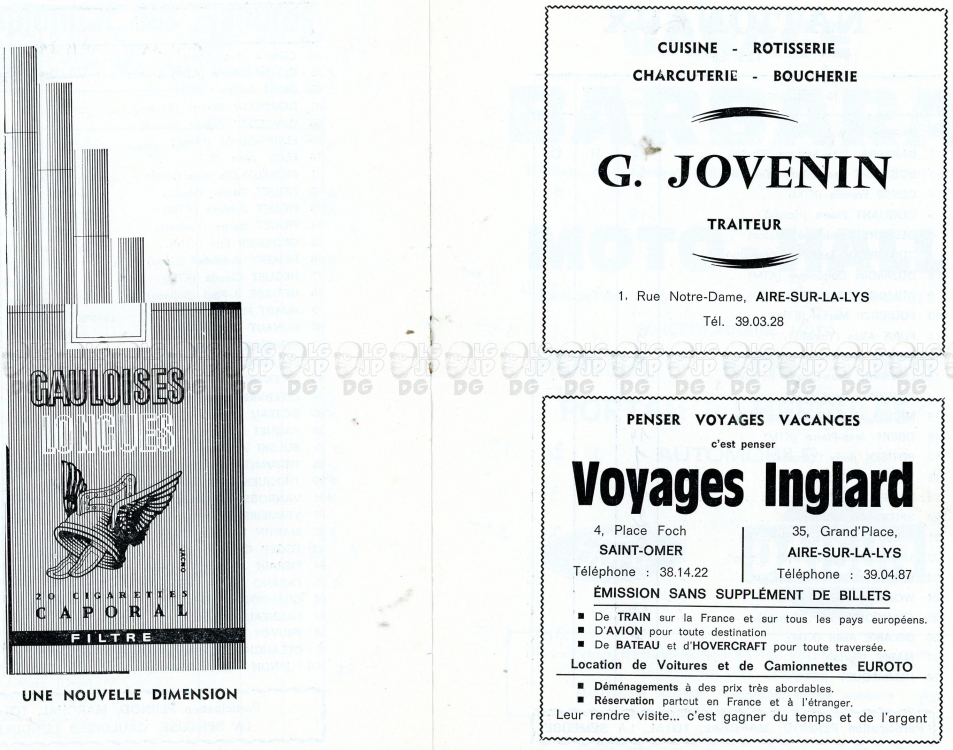 GAULOISES
LONGUES
JACNO
20 CIGARETTES
CAPORAL
FILTRE
UNE NOUVELLE DIMENSION
CUISINE - ROTISSERIE
CHARCUTERIE - BOUCHERIE
G. JOVENIN
TRAITEUR
1, Rue Notre-Dame, AIRE-SUR-LA-LYS
Tél. 39.03.28
PENSER VOYAGES VACANCES
c'est penser
Voyages Inglard
4, Place Foch
SAINT-OMER
Téléphone : 38.14.22
35, Grand'Place,
AIRE-SUR-LA-LYS
Téléphone : 39.04.87
ÉMISSION SANS SUPPLÉMENT DE BILLETS
■ De TRAIN sur la France et sur tous les pays européens.
■ D'AVION pour toute destination
■ De BATEAU et d'HOVERCRAFT pour toute traversée.
Location de Voitures et de Camionnettes EUROTO
■ Déménagements à des prix très abordables.
■ Réservation partout en France et à l'étranger.
Leur rendre visite... c'est gagner du temps et de l'argent